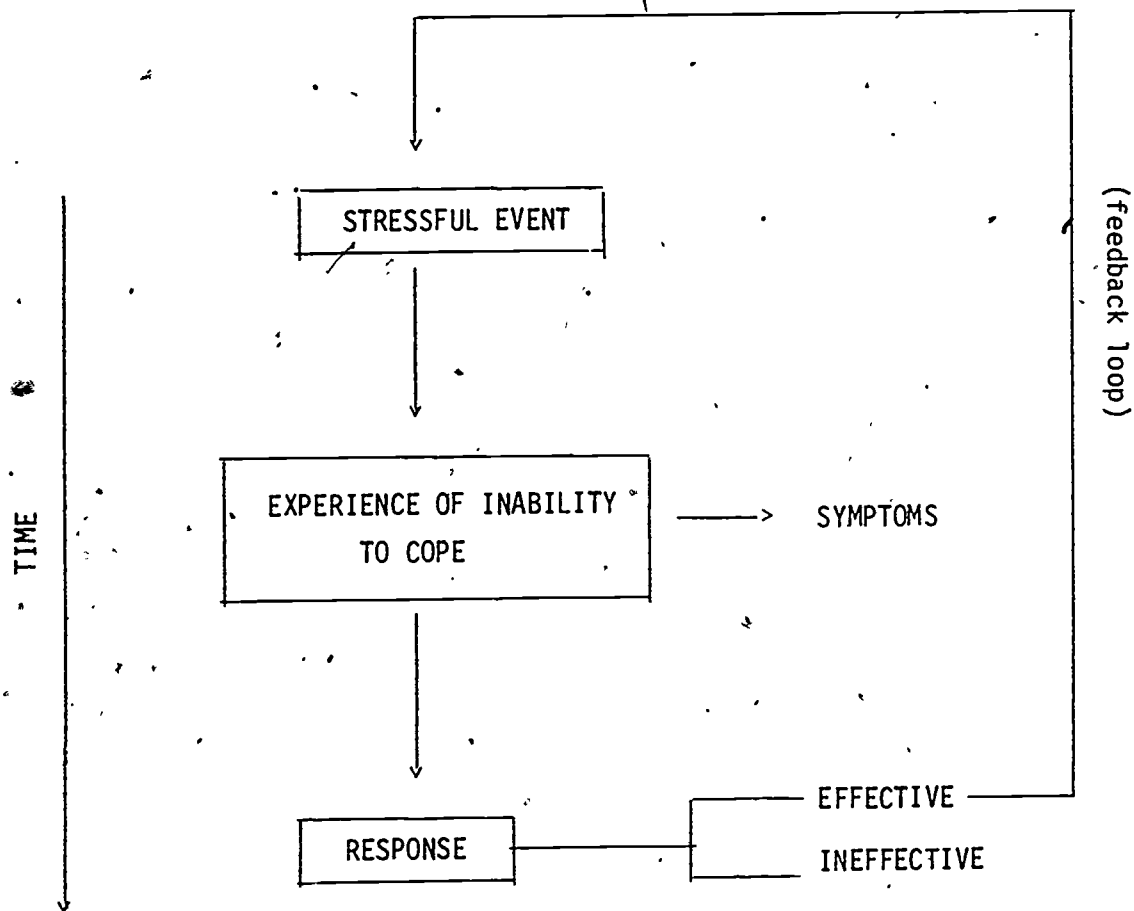 STRESSFUL EVENT
(feedback loop)
EXPERIENCE OF INABILITY
TO COPE
SYMPTOMS
TIME
RESPONSE
EFFECTIVE
INEFFECTIVE